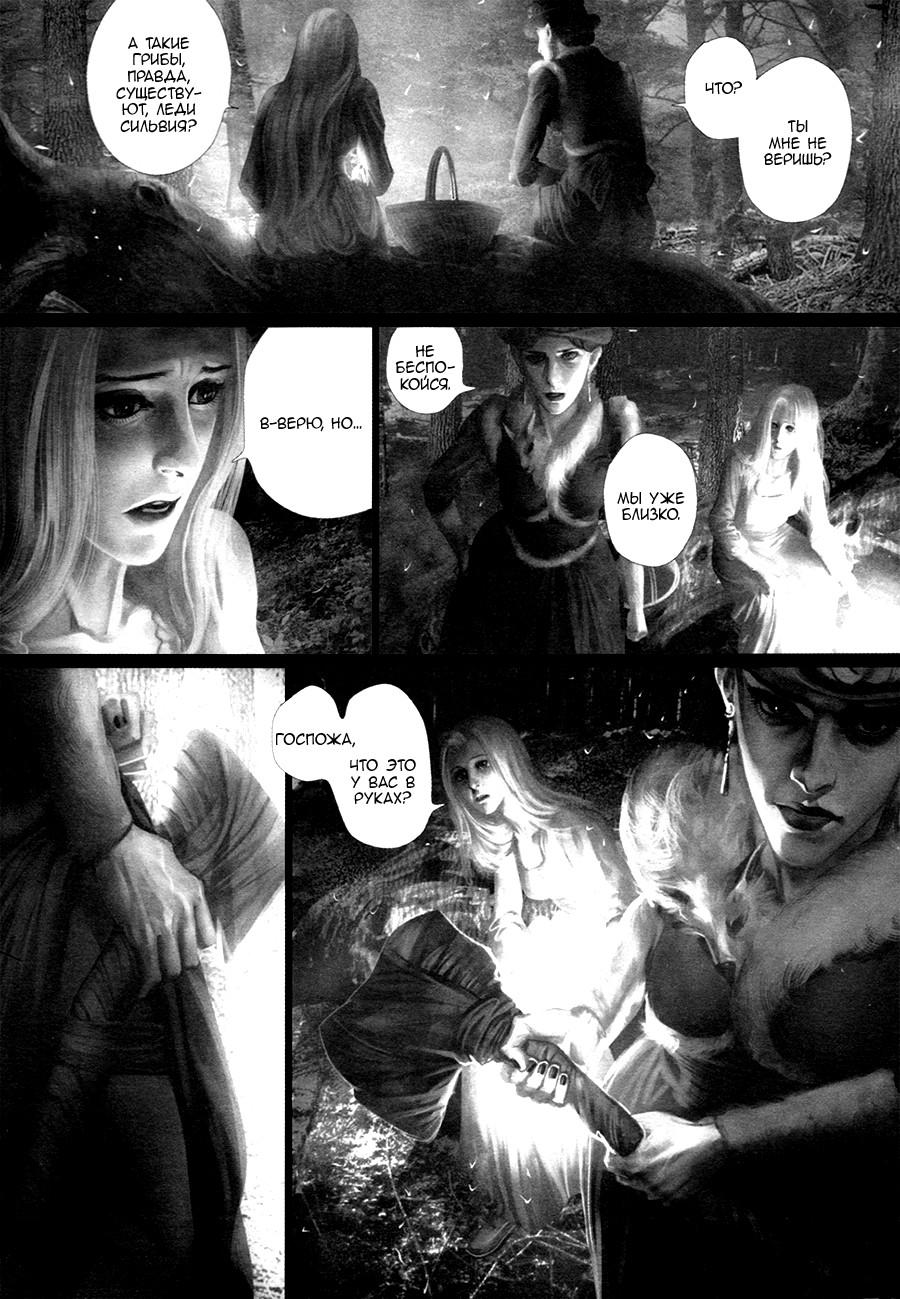 А ТАКИЕ
ГРИБЫ,
ПРАВДА,
СУЩЕСТВУ-
ЮТ, ЛЕДИ
СИЛЬВИЯ?
ЧТО?
ТЫ
МНЕ НЕ
ВЕРИШЬ?
В-ВЕРЮ, НО...
НЕ
БЕСПО-
КОЙСЯ.
МЫ УЖЕ
БЛИЗКО.
ГОСПОЖА,
ЧТО ЭТО
У ВАС В
РУКАХ?